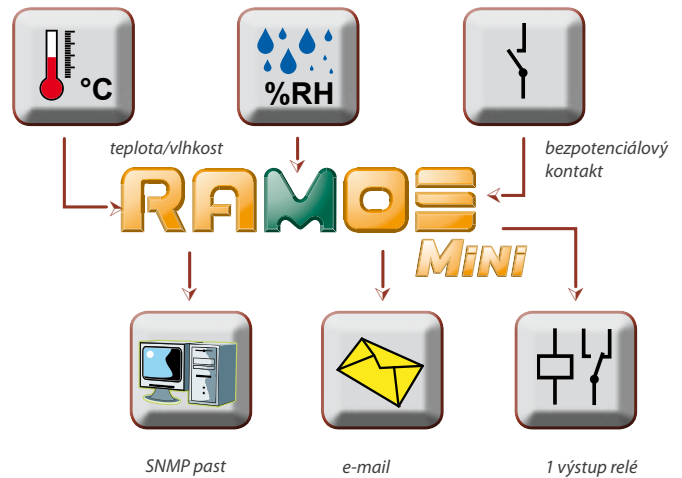 °C
%RH
teplota/vlhkost
bezpotenciálový
kontakt
RAMOS
Mini
SNMP past
e-mail
1 výstup relé